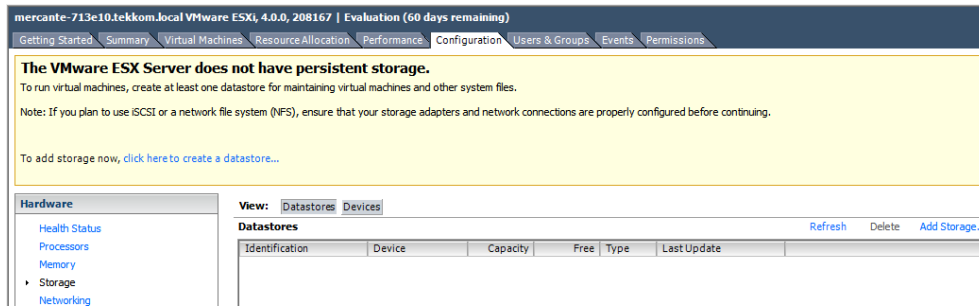 mercante-713e10.tekkom.local VMware ESXi, 4.0.0, 208167 | Evaluation (60 days remaining)
Getting Started Summary Virtual Machines Resource Allocation Performance Configuration Users & Groups Events Permissions
The VMware ESX Server does not have persistent storage.
To run virtual machines, create at least one datastore for maintaining virtual machines and other system files.
Note: If you plan to use iSCSI or a network file system (NFS), ensure that your storage adapters and network connections are properly configured before continuing.
To add storage now, click here to create a datastore...
Hardware
Health Status
Processors
Memory
Storage
Networking
View: Datastores Devices
Datastores Refresh Delete Add Storage.
Identification Device Capacity Free Type Last Update